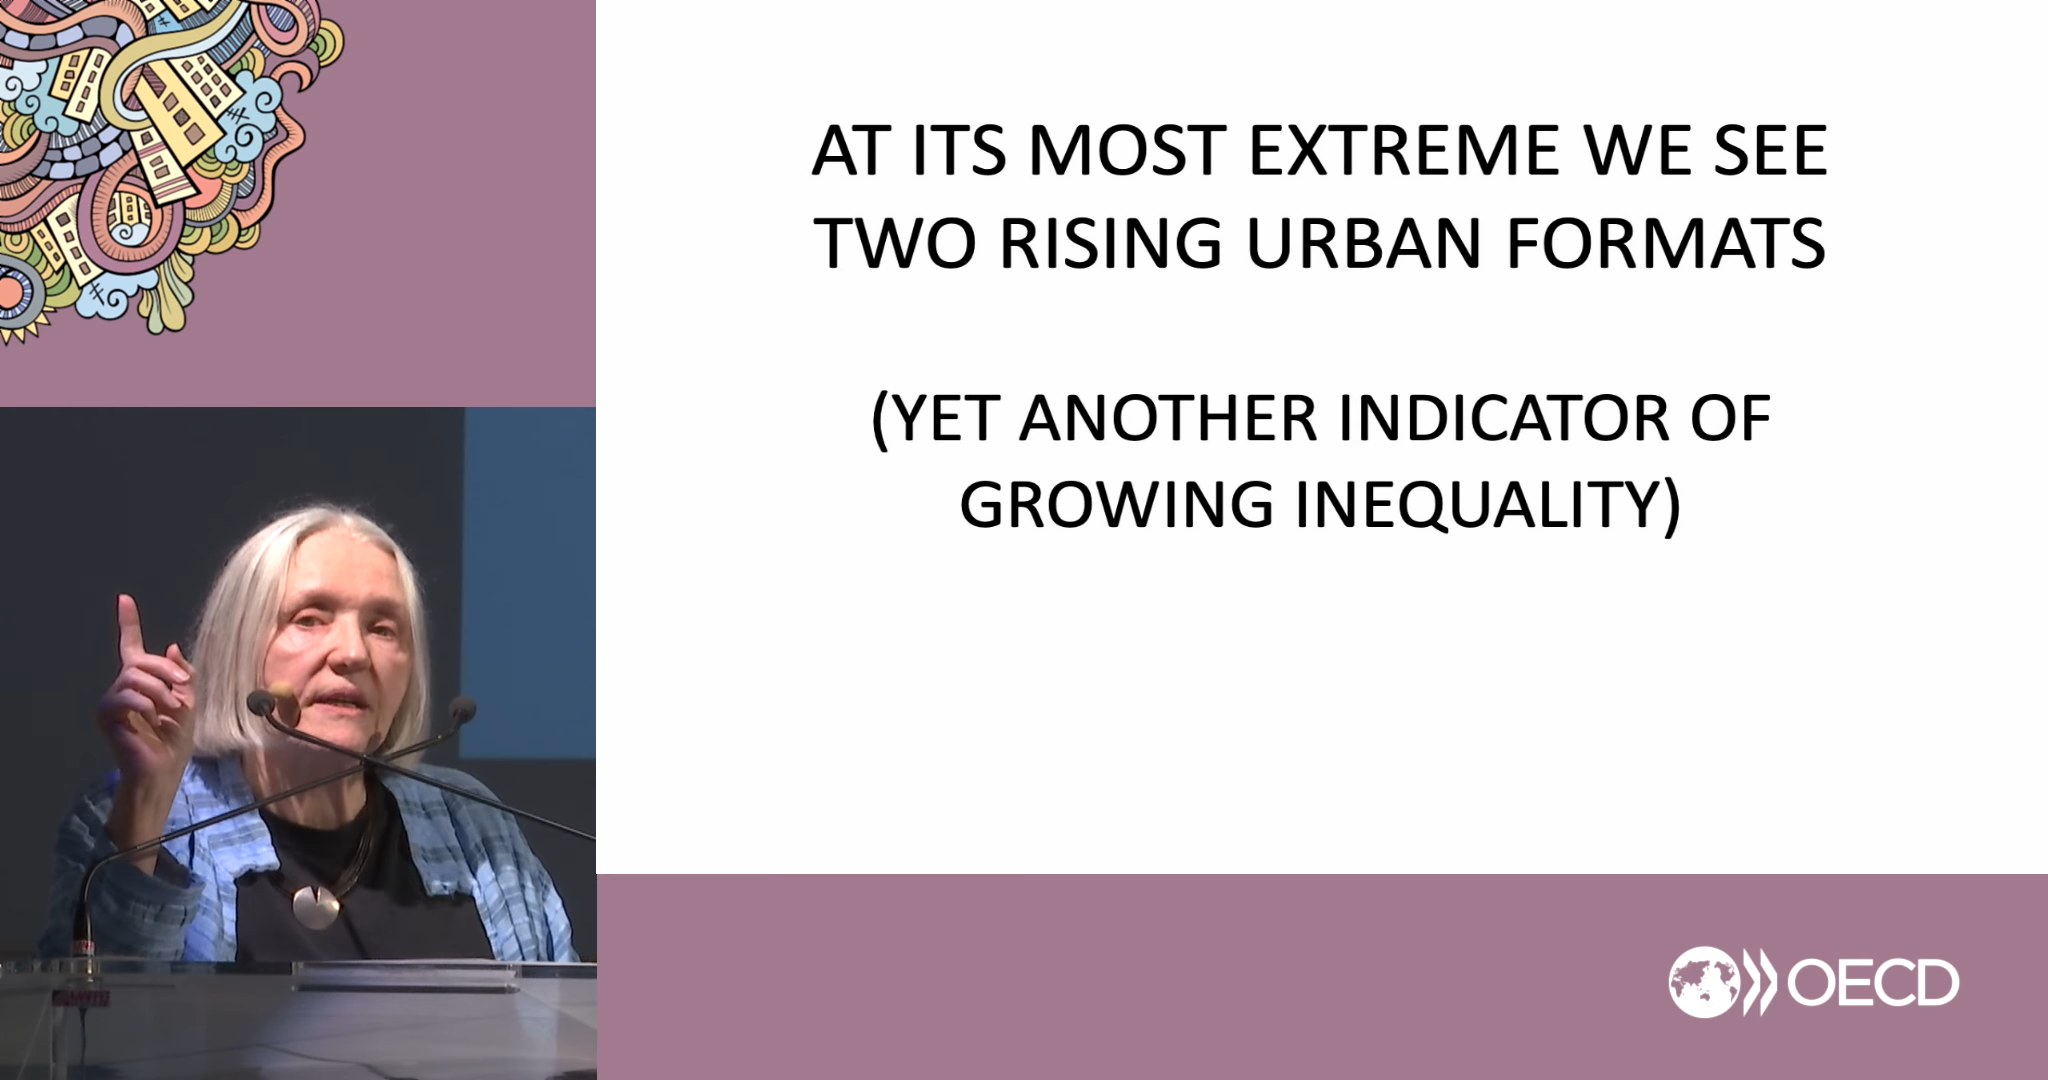 AT ITS MOST EXTREME WE SEE
TWO RISING URBAN FORMATS
(YET ANOTHER INDICATOR OF
GROWING INEQUALITY)
OECD